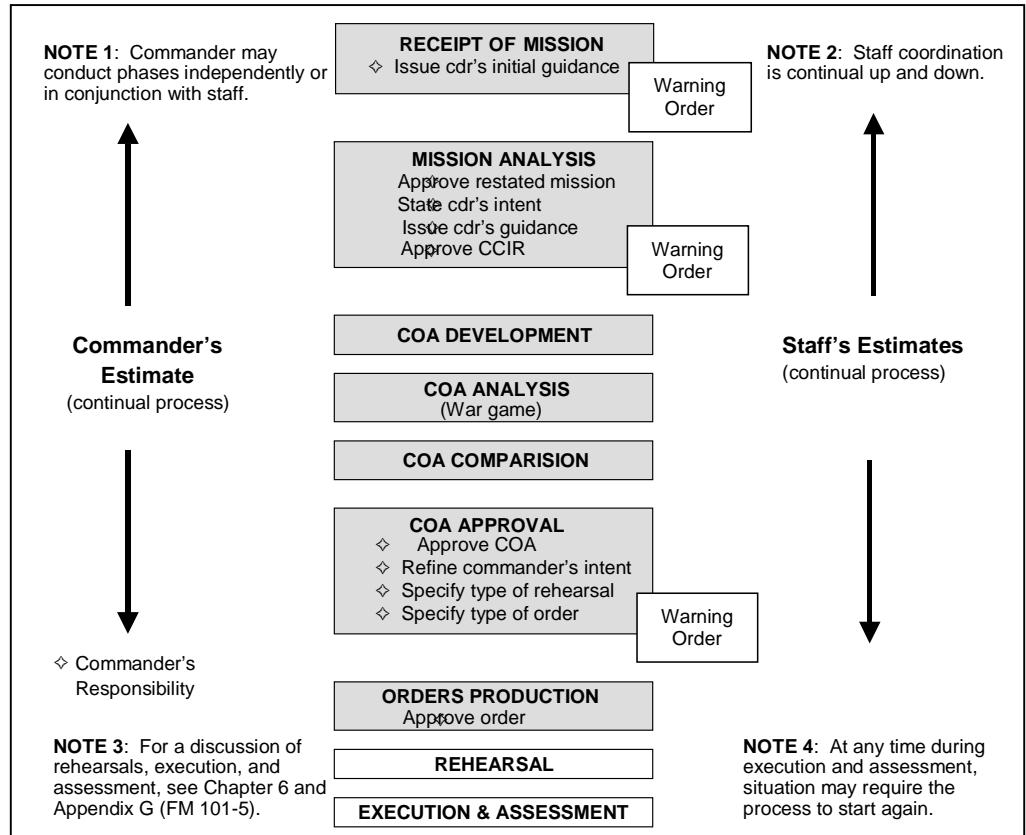 NOTE 1: Commander may
conduct phases independently or
in conjunction with staff.
RECEIPT OF MISSION
✧ Issue cdr's initial guidance
Warning
Order
NOTE 2: Staff coordination
is continual up and down.
MISSION ANALYSIS
✧ Approve restated mission
✧ State cdr's intent
✧ Issue cdr's guidance
✧ Approve CCIR
Warning
Order
Commander's
Estimate
(continual process)
COA DEVELOPMENT
COA ANALYSIS
(War game)
COA COMPARISION
Staff's Estimates
(continual process)
COA APPROVAL
✧ Approve COA
✧ Refine commander's intent
✧ Specify type of rehearsal
✧ Specify type of order
Warning
Order
✧ Commander's
Responsibility
ORDERS PRODUCTION
✧ Approve order
REHEARSAL
EXECUTION & ASSESSMENT
NOTE 3: For a discussion of
rehearsals, execution, and
assessment, see Chapter 6 and
Appendix G (FM 101-5).
NOTE 4: At any time during
execution and assessment,
situation may require the
process to start again.